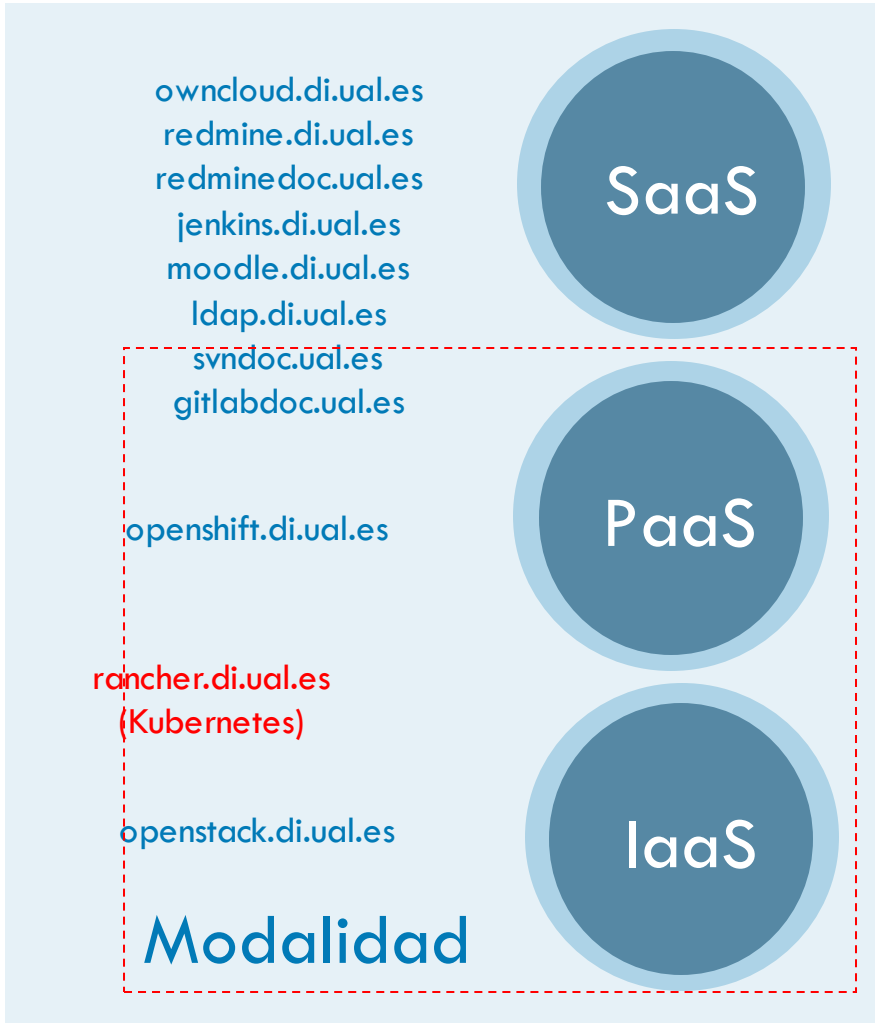 owncloud.di.ual.es
redmine.di.ual.es
redminedoc.ual.es
jenkins.di.ual.es
moodle.di.ual.es
ldap.di.ual.es
svndoc.ual.es
gitlabdoc.ual.es
SaaS
openshift.di.ual.es
PaaS
rancher.di.ual.es
(Kubernetes)
openstack.di.ual.es
IaaS
Modalidad